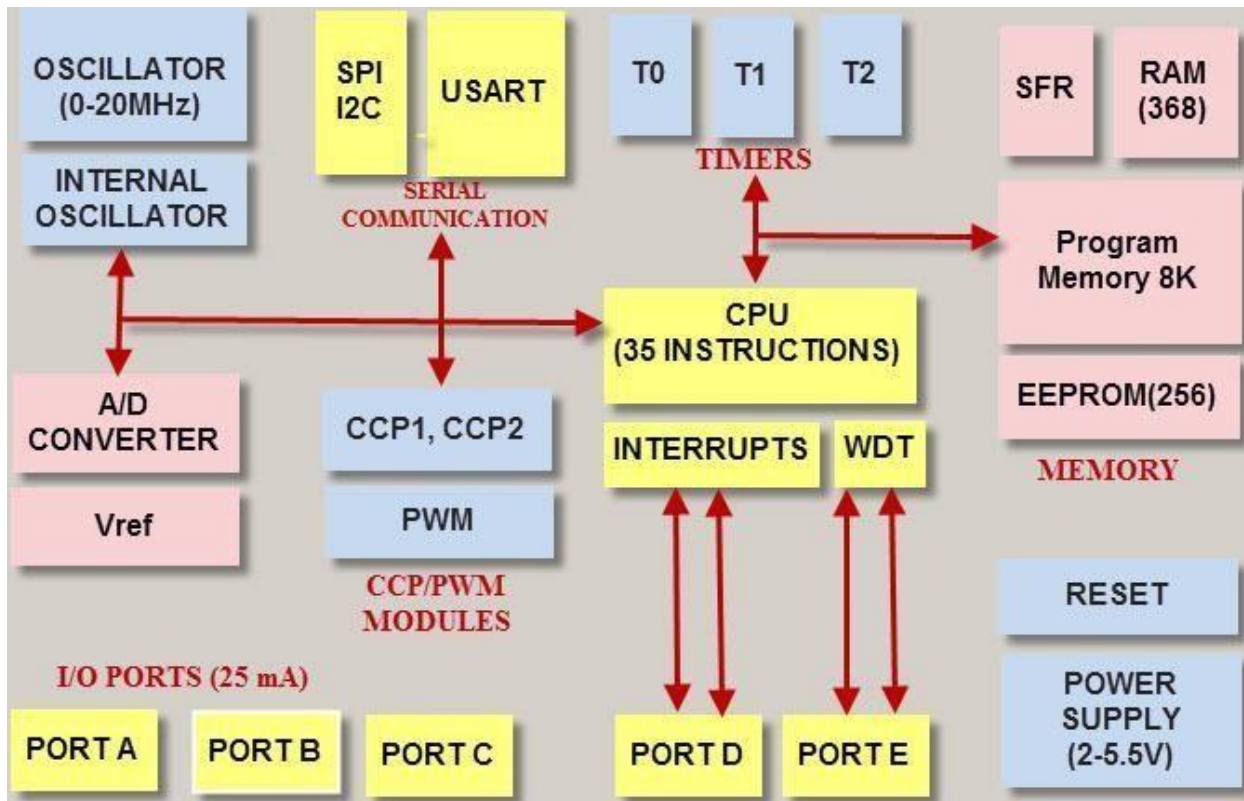 OSCILLATOR
(0-20MHz)
INTERNAL
OSCILLATOR
SPI
I2C
USART
SERIAL
COMMUNICATION
T0
T1
T2
TIMERS
SFR
RAM
(368)
Program
Memory 8K
EEPROM(256)
MEMORY
CPU
(35 INSTRUCTIONS)
A/D
CONVERTER
Vref
CCP1, CCP2
PWM
CCP/PWM
MODULES
INTERRUPTS
WDT
RESET
POWER
SUPPLY
(2-5.5V)
I/O PORTS (25 mA)
PORT A
PORT B
PORT C
PORT D
PORT E